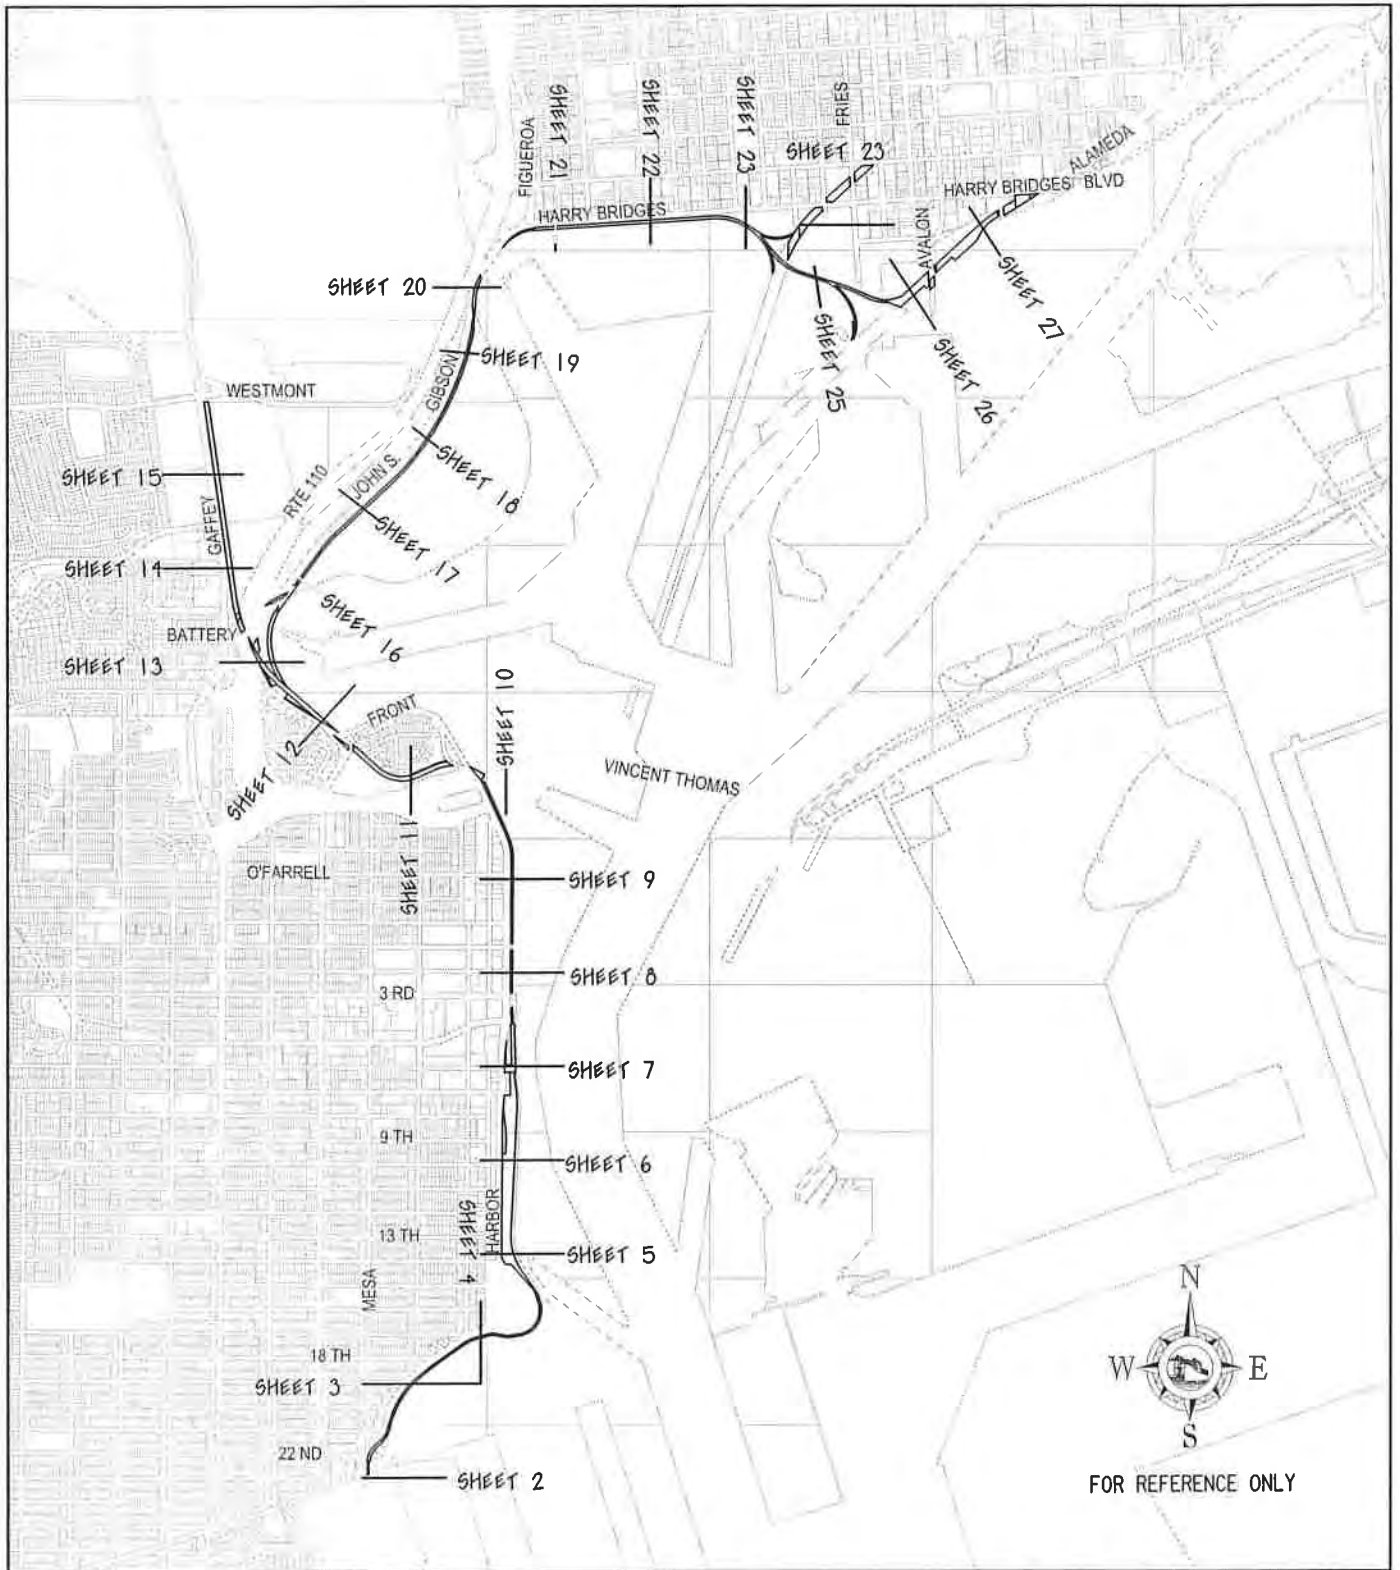 SHEET 21
SHEET 22
SHEET 23
FIGUEROA
FRIES
SHEET 23
ALAMEDA
HARRY BRIDGES BLVD
HARRY BRIDGES
AVALON
SHEET 20
SHEET 27
SHEET 19
GIBSON
SHEET 25
SHEET 26
WESTMONT
SHEET 15
RTE 110
JOHN S.
SHEET 18
GAFFEY
SHEET 17
SHEET 14
SHEET 16
BATTERY
SHEET 13
FRONT
SHEET 10
SHEET 12
VINCENT THOMAS
SHEET 11
O'FARRELL
SHEET 9
SHEET 8
3 RD
SHEET 7
9 TH
SHEET 6
HARBOR
SHEET 4
13 TH
SHEET 5
MESA
N
18 TH
W
E
SHEET 3
S
22 ND
SHEET 2
FOR REFERENCE ONLY